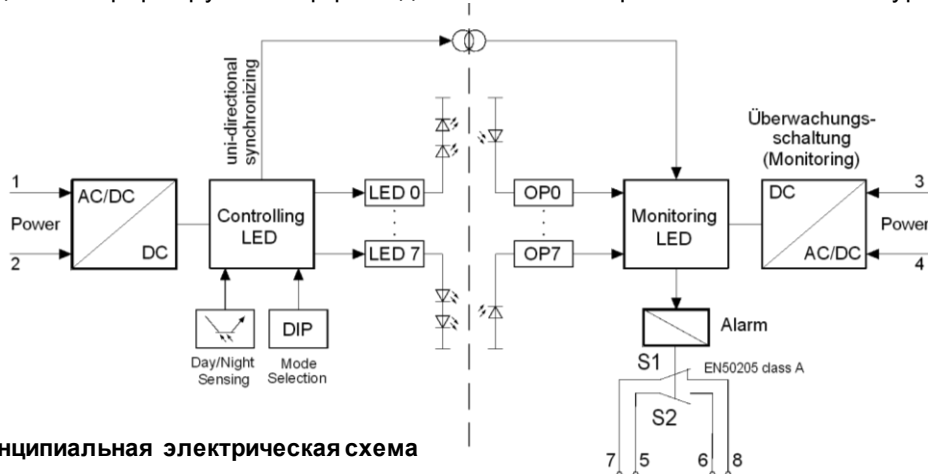 uni-directional
synchronizing
Überwachungs-
schaltung
(Monitoring)
1
Power
2
AC/DC
DC
Controlling
LED
LED 0
LED 7
OP0
OP7
Monitoring
LED
DC
AC/DC
3
Power
4
Day/Night
Sensing
DIP
Mode
Selection
Alarm
S1
EN50205 class A
S2
нципиальная электрическая схема
7 5 6 8